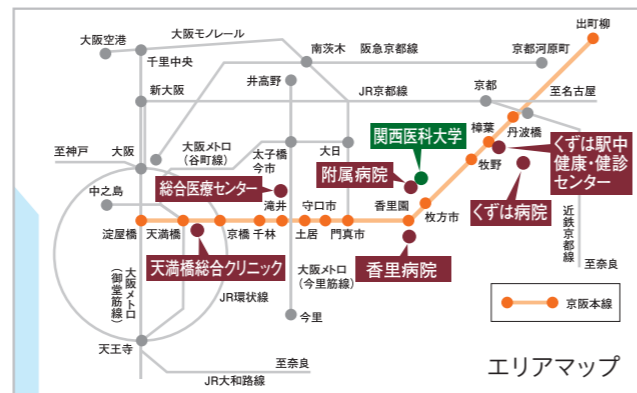 出町柳
大阪モノレール
大阪空港
千里中央
南茨木
阪急京都線
京都河原町
井高野
新大阪
JR京都線
京都
至名古屋
丹波橋
樟葉
くずは駅中
健康・健診
センター
関西医科大学
大阪メトロ
(谷町線)
太子橋
今市
大日
至神戸
大阪
附属病院
牧野
くずは病院
総合医療センター
滝井
守口市
香里園
枚方市
中之島
淀屋橋
天満橋
京橋
千林
土居
門真市
近鉄京都線
天満橋総合クリニック
香里病院
大阪メトロ
(御堂筋線)
大阪メトロ
(今里筋線)
至奈良
JR環状線
京阪本線
今里
天王寺
至奈良
JR大和路線
エリアマップ